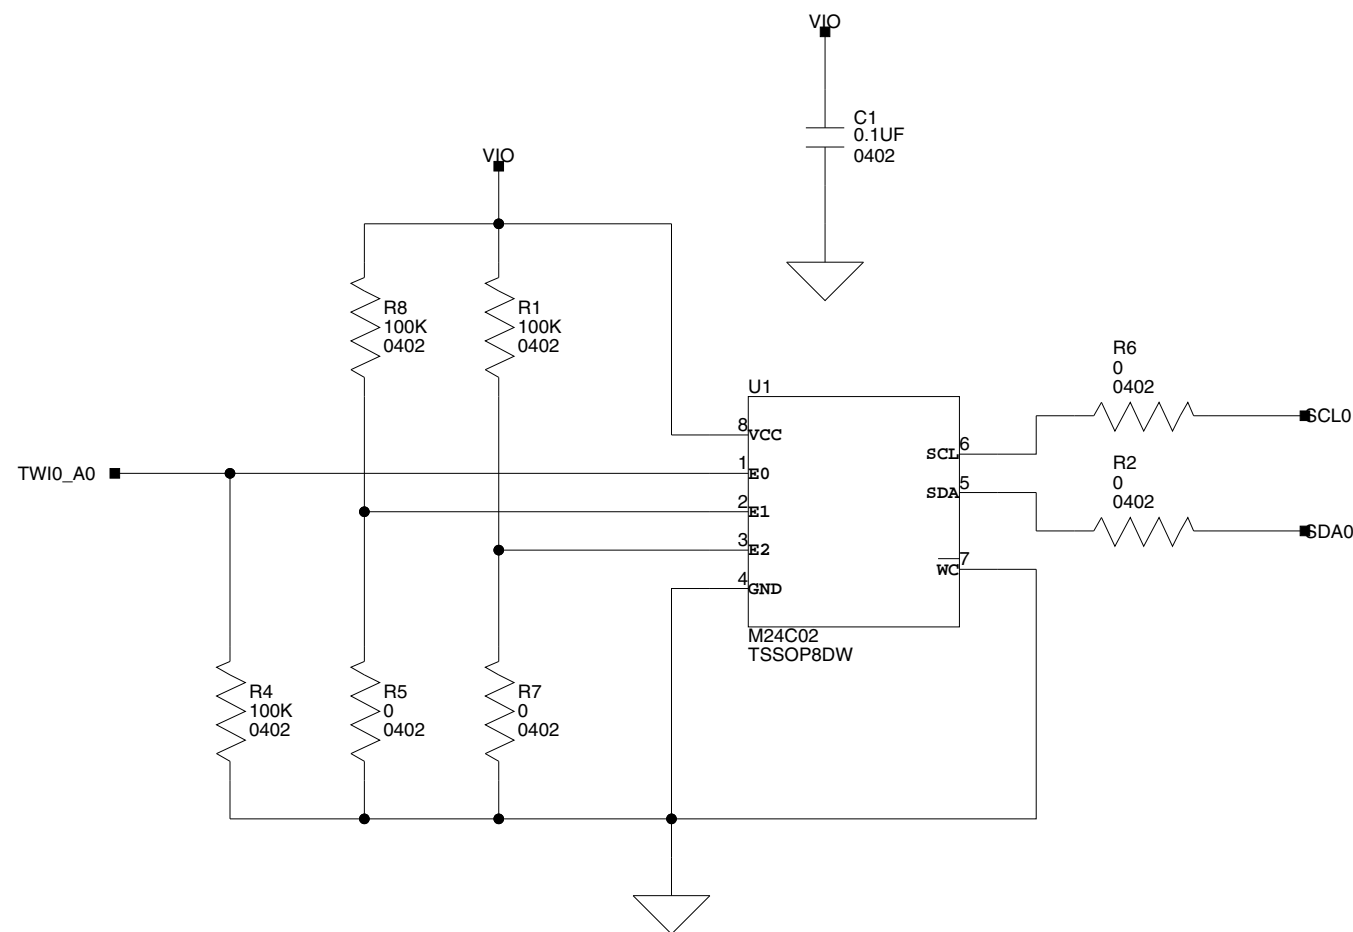 VIO
C1
0.1UF
0402
VIO
R8
100K
0402
R1
100K
0402
R6
0
0402
U1
8
VCC
SCL0
6
SCL
TWI0_A0
1
E0
R2
0
0402
5
SDA
2
E1
SDA0
3
E2
7
WC
4
GND
M24C02
TSSOP8DW
R4
100K
0402
R5
0
0402
R7
0
0402